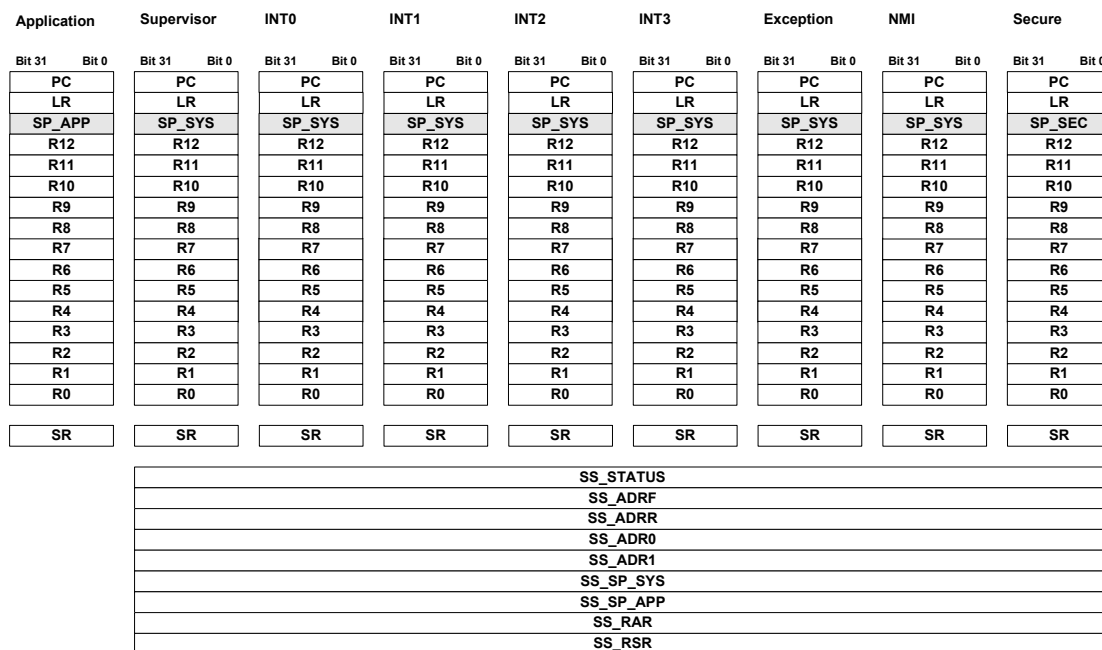 Application Supervisor INT0 INT1 INT2 INT3 Exception NMI Secure
Bit 31 Bit 0 Bit 31 Bit 0 Bit 31 Bit 0 Bit 31 Bit 0 Bit 31 Bit 0 Bit 31 Bit 0 Bit 31 Bit 0 Bit 31 Bit 0 Bit 31 Bit 0
PC PC PC PC PC PC PC PC PC
LR LR LR LR LR LR LR LR LR
SP_APP SP_SYS SP_SYS SP_SYS SP_SYS SP_SYS SP_SYS SP_SYS SP_SEC
R12 R12 R12 R12 R12 R12 R12 R12 R12
R11 R11 R11 R11 R11 R11 R11 R11 R11
R10 R10 R10 R10 R10 R10 R10 R10 R10
R9 R9 R9 R9 R9 R9 R9 R9 R9
R8 R8 R8 R8 R8 R8 R8 R8 R8
R7 R7 R7 R7 R7 R7 R7 R7 R7
R6 R6 R6 R6 R6 R6 R6 R6 R6
R5 R5 R5 R5 R5 R5 R5 R5 R5
R4 R4 R4 R4 R4 R4 R4 R4 R4
R3 R3 R3 R3 R3 R3 R3 R3 R3
R2 R2 R2 R2 R2 R2 R2 R2 R2
R1 R1 R1 R1 R1 R1 R1 R1 R1
R0 R0 R0 R0 R0 R0 R0 R0 R0
SR SR SR SR SR SR SR SR SR
SS_STATUS
SS_ADRF
SS_ADRR
SS_ADR0
SS_ADR1
SS_SP_SYS
SS_SP_APP
SS_RAR
SS_RSR